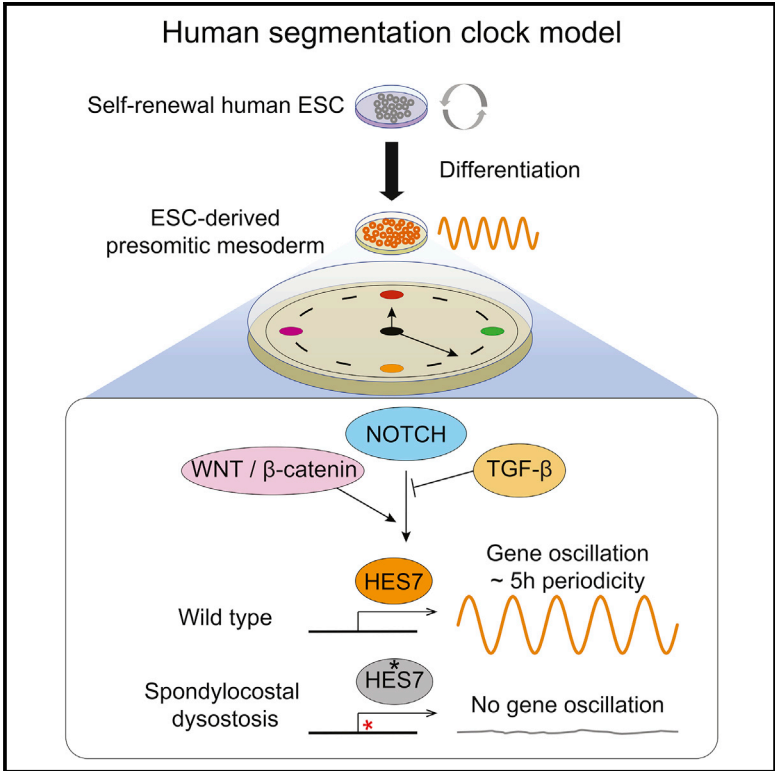 Human segmentation clock model
Self-renewal human ESC
Differentiation
ESC-derived
presomitic mesoderm
NOTCH
WNT / β-catenin
TGF-β
HES7
Gene oscillation
~ 5h periodicity
Wild type
*
HES7
Spondylocostal
dysostosis
*
No gene oscillation